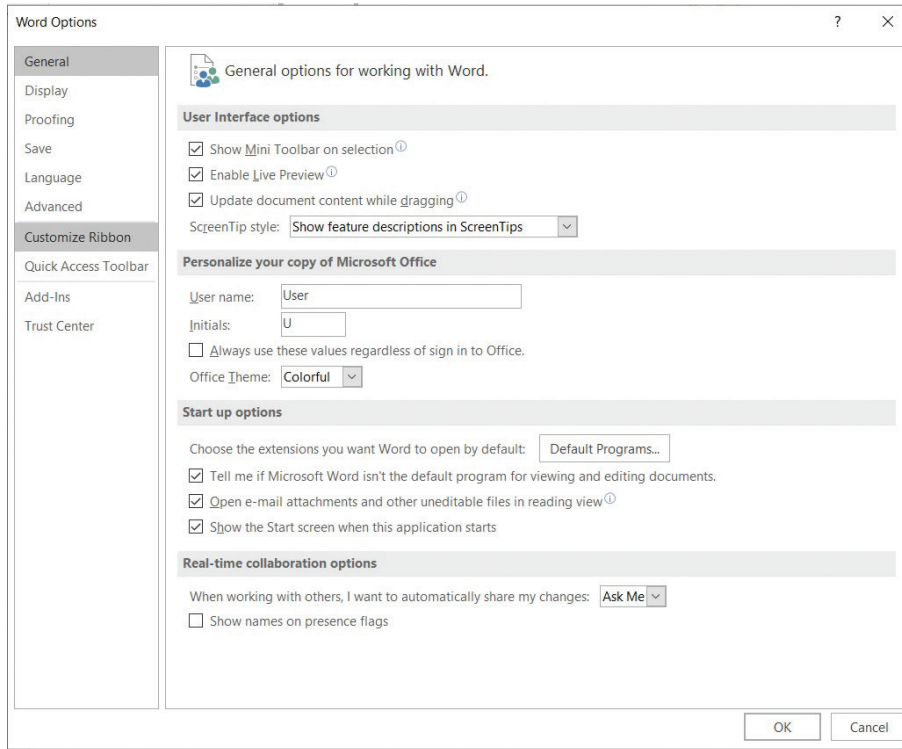 Word Options
?
General
Display
Proofing
Save
Language
Advanced
Customize Ribbon
Quick Access Toolbar
Add-Ins
Trust Center
General options for working with Word.
User Interface options
Show Mini Toolbar on selection
Enable Live Preview
Update document content while dragging
ScreenTip style: Show feature descriptions in ScreenTips
Personalize your copy of Microsoft Office
User name: User
Initials: U
Always use these values regardless of sign in to Office.
Office Theme: Colorful
Start up options
Choose the extensions you want Word to open by default: Default Programs...
Tell me if Microsoft Word isn't the default program for viewing and editing documents.
Open e-mail attachments and other uneditable files in reading view
Show the Start screen when this application starts
Real-time collaboration options
When working with others, I want to automatically share my changes: Ask Me
Show names on presence flags
OK Cancel